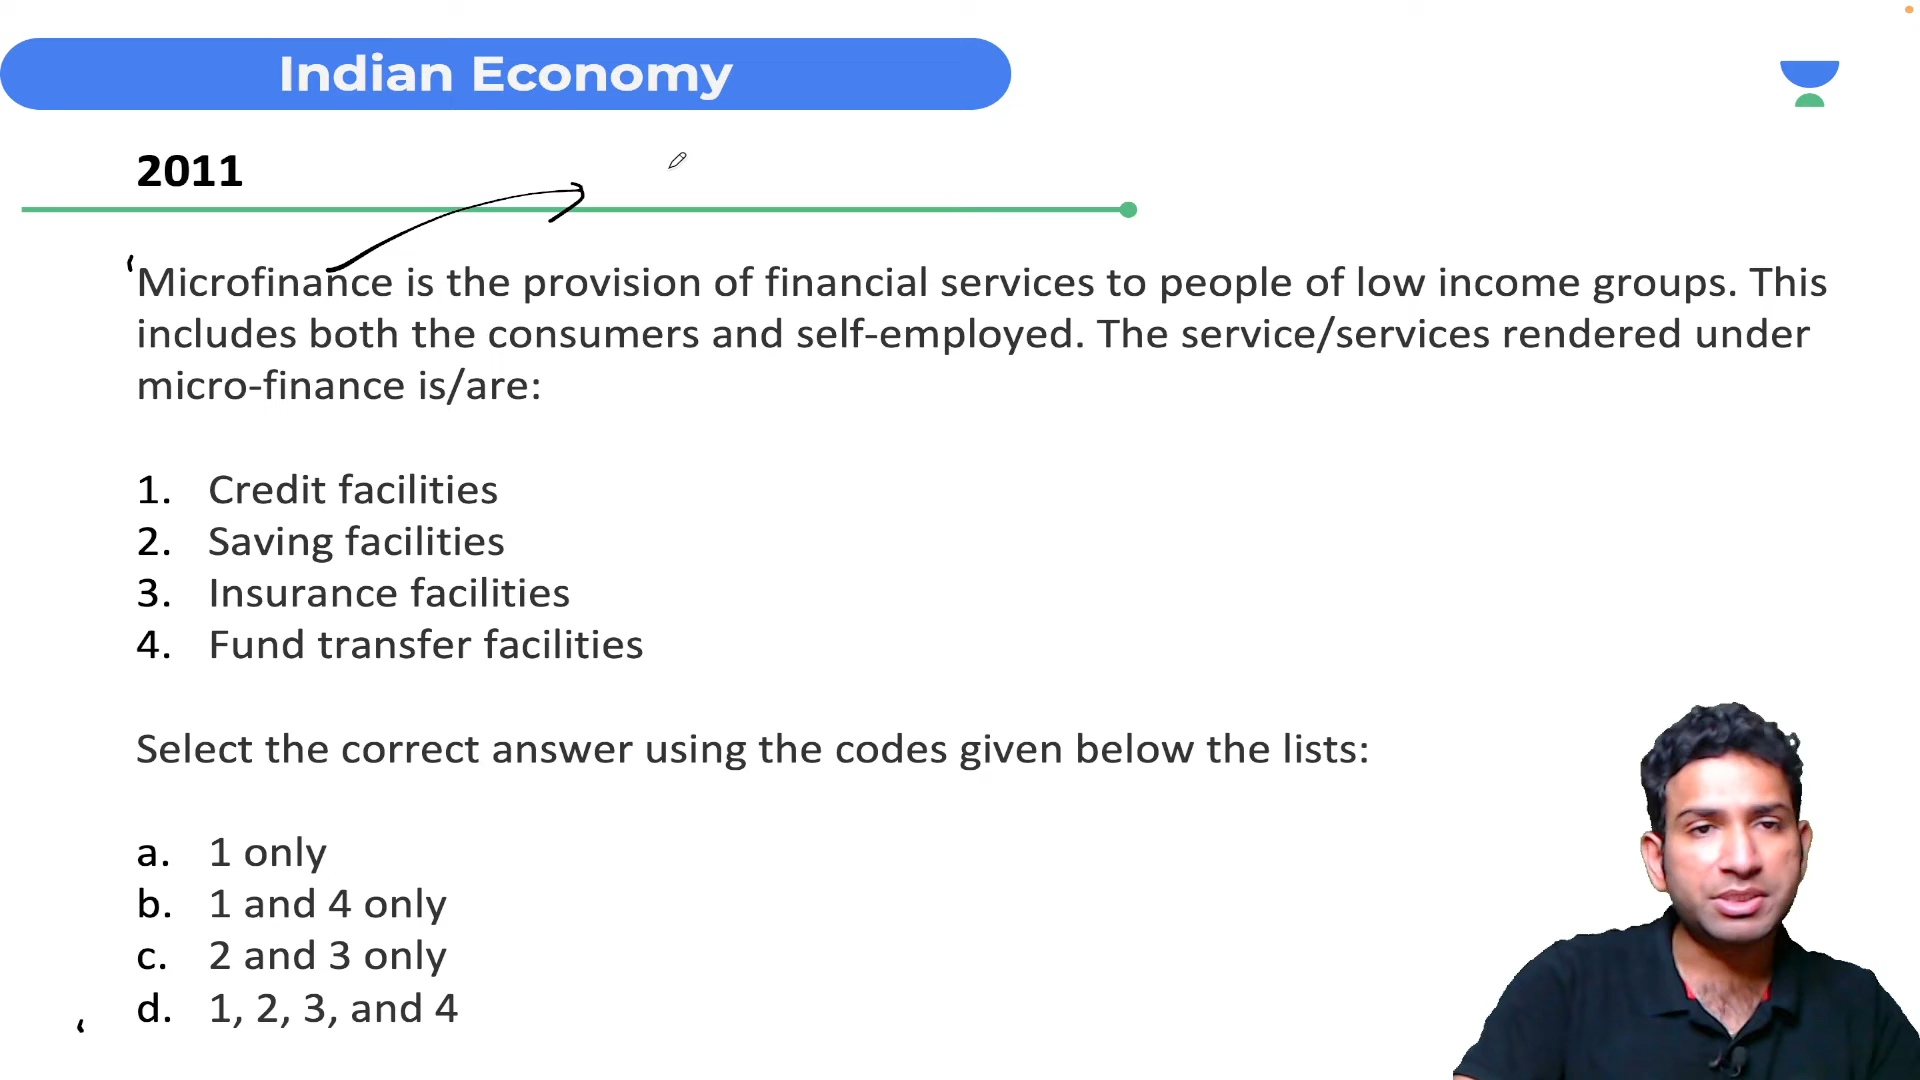 Indian Economy
2011
Microfinance is the provision of financial services to people of low income groups. This
includes both the consumers and self-employed. The service/services rendered under
micro-finance is/are:
1. Credit facilities
2. Saving facilities
3. Insurance facilities
4. Fund transfer facilities
Select the correct answer using the codes given below the lists:
a. 1 only
b. 1 and 4 only
c. 2 and 3 only
d. 1, 2, 3, and 4